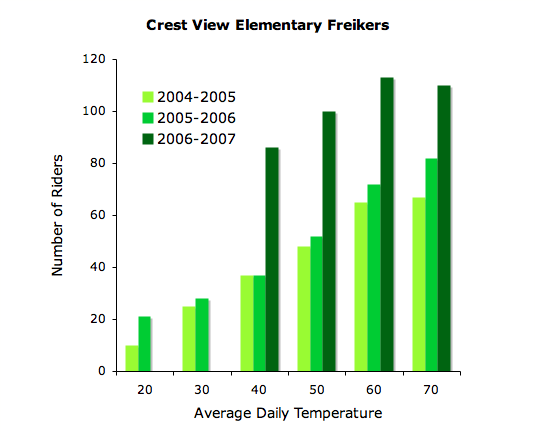 Crest View Elementary Freikers
120
100
80
60
40
20
0
Number of Riders
2004-2005
2005-2006
2006-2007
20 30 40 50 60 70
Average Daily Temperature